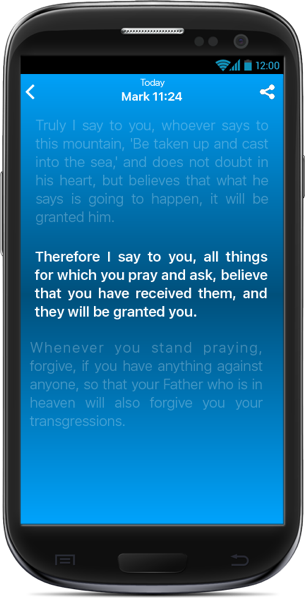 12:00
Today
Mark 11:24
Truly I say to you, whoever says to
this mountain, 'Be taken up and cast
into the sea,' and does not doubt in
his heart, but believes that what he
says is going to happen, it will be
granted him.
Therefore I say to you, all things
for which you pray and ask, believe
that you have received them, and
they will be granted you.
Whenever you stand praying,
forgive, if you have anything against
anyone, so that your Father who is in
heaven will also forgive you your
transgressions.